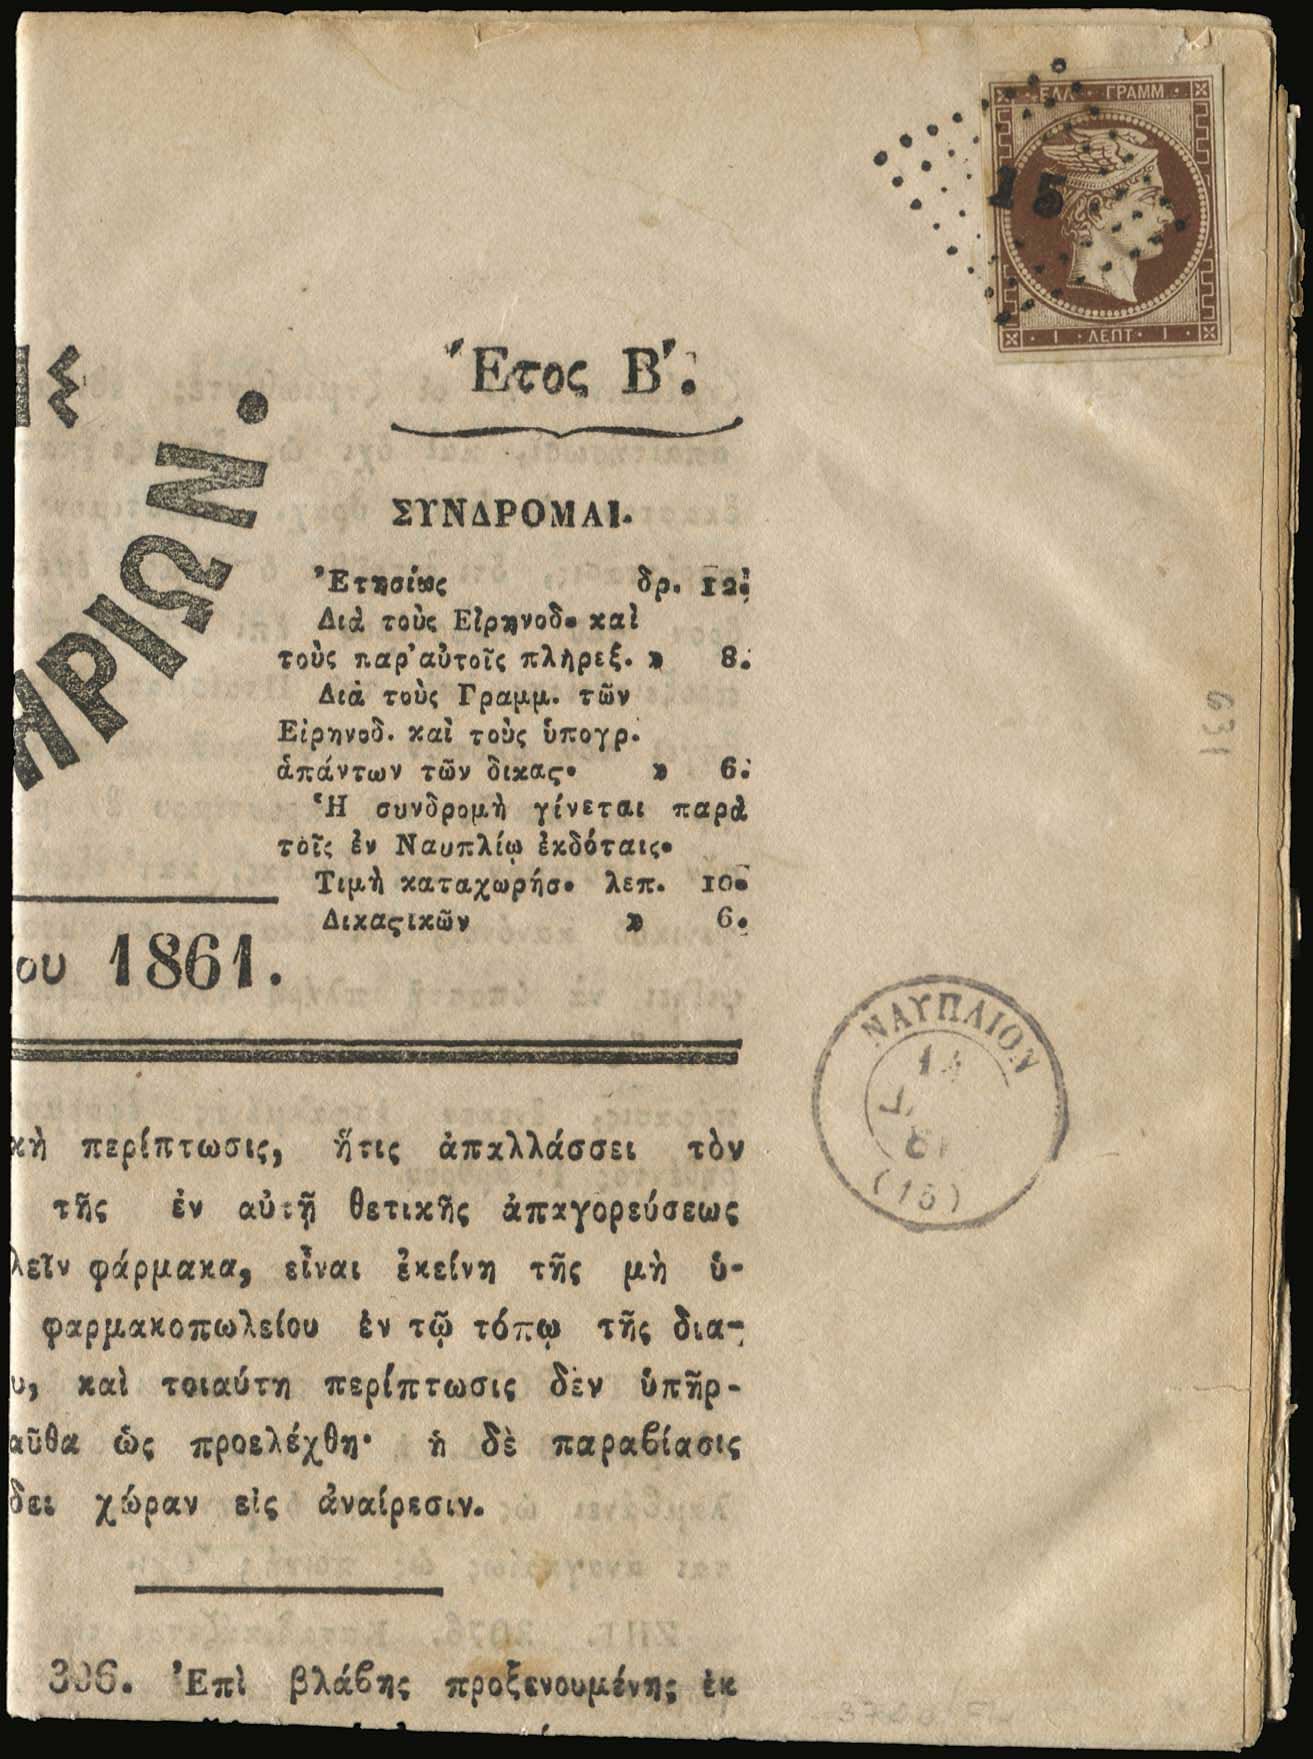 ΕΛΛ · ΓΡΑΜΜ ·
15
· 1 · ΛΕΠΤ · 1 ·
Ἔτος Β΄.
ΗΡΙΩΝ.
ΣΥΝΔΡΟΜΑΙ.
Ἐτησίως δρ. 12.
Διὰ τοὺς Εἰρηνοδ. καὶ
τοὺς παρ' αὐτοῖς πληρεξ. » 8.
Διὰ τοὺς Γραμμ. τῶν
Εἰρηνοδ. καὶ τοὺς ὑπογρ.
ἁπάντων τῶν δικας. » 6.
Ἡ συνδρομὴ γίνεται παρὰ
τοῖς ἐν Ναυπλίῳ ἐκδόταις.
Τιμὴ καταχωρήσ. λεπ. 10.
Δικαςικῶν » 6.
ου 1861.
ΝΑΥΠΛΙΟΝ
14
61
(15)
κὴ περίπτωσις, ἥτις ἀπαλλάσσει τὸν
τῆς ἐν αὐτῇ θετικῆς ἀπαγορεύσεως
λεῖν φάρμακα, εἶναι ἐκείνη τῆς μὴ ὑ-
φαρμακοπωλείου ἐν τῷ τόπῳ τῆς δια-
υ, καὶ τοιαύτη περίπτωσις δὲν ὑπῆρ-
αῦθα ὡς προελέχθη· ἡ δὲ παραϐίασις
δει χώραν εἰς ἀναίρεσιν.
306. Ἐπὶ βλάϐης προξενουμένης ἐκ
631